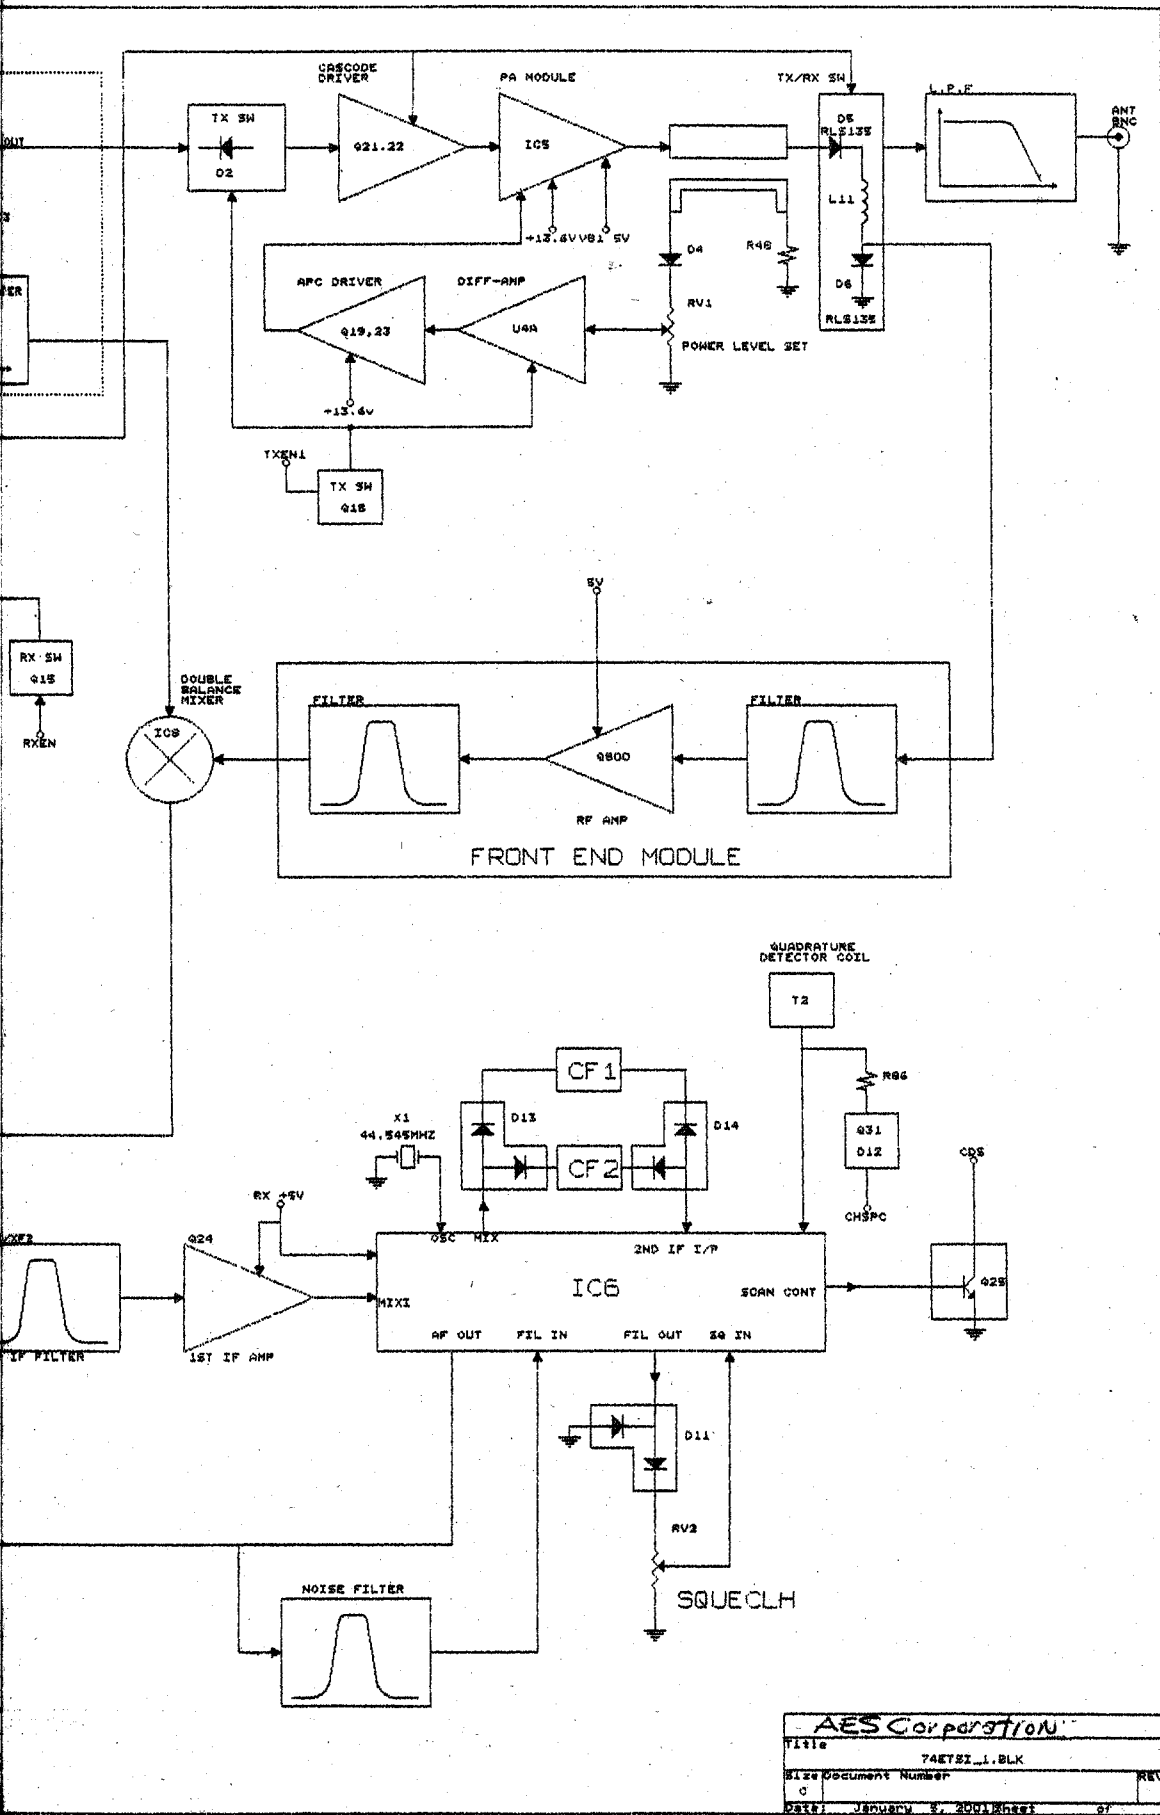 CASCODE
DRIVER
PA MODULE
TX/RX SW
L.P.F
ANT
BNC
TX SW
D2
OUT
Q21,22
IC5
D5
RLS135
L11
D6
RLS135
+13.6V
VB1 5V
D4
R48
APC DRIVER
DIFF-AMP
Q19,23
U4A
RV1
POWER LEVEL SET
+13.6V
TXEN1
TX SW
Q18
5V
RX SW
Q15
RXEN
DOUBLE
BALANCE
MIXER
IC8
FILTER
FILTER
Q800
RF AMP
FRONT END MODULE
QUADRATURE
DETECTOR COIL
T2
CF1
R86
X1
44.545MHZ
D13
D14
CF2
Q31
D12
CDS
CHSPC
RX +5V
Q24
OSC MIX
2ND IF I/P
IC6
MIXI
SCAN CONT
Q25
AF OUT
FIL IN
FIL OUT
SQ IN
IF FILTER
1ST IF AMP
D11
RV2
SQUECLH
NOISE FILTER
AES Corporation
Title
74ETSI_1.BLK
Size
Document Number
REV
C
Date: January 5, 2001
Sheet of